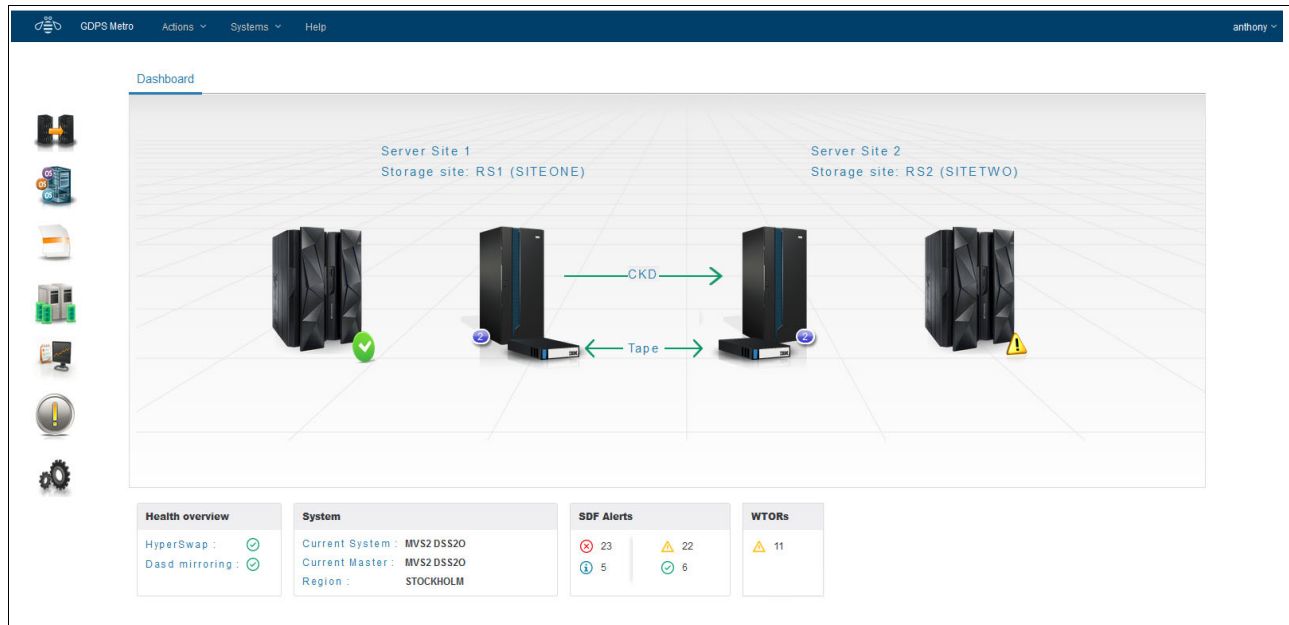 GDPS Metro Actions Systems Help anthony
Dashboard
Server Site 1
Storage site: RS1 (SITEONE)
Server Site 2
Storage site: RS2 (SITETWO)
CKD
2
2
Tape
Health overview
HyperSwap :
Dasd mirroring :
System
Current System : MVS2 DSS2O
Current Master : MVS2 DSS2O
Region : STOCKHOLM
SDF Alerts
23 22
5 6
WTORs
11